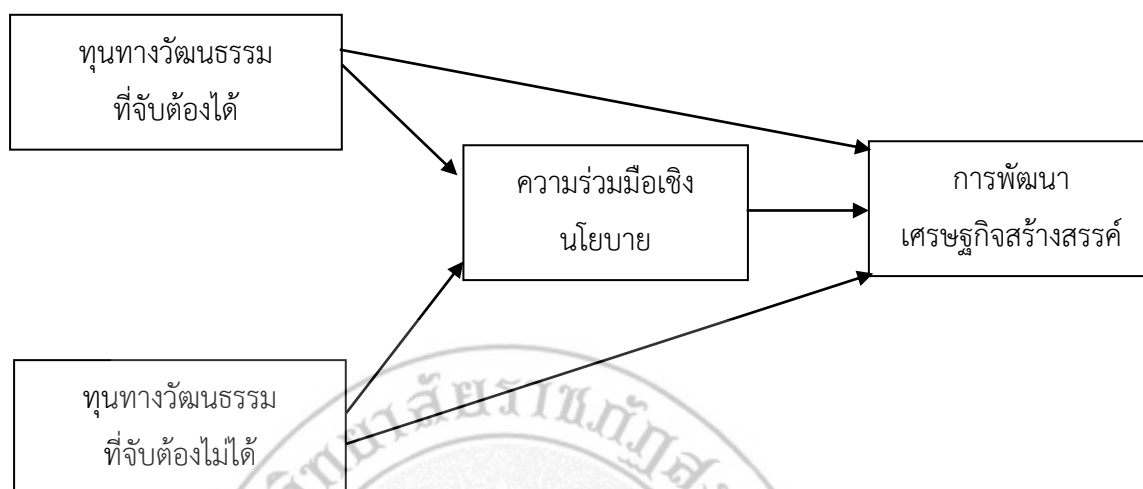 ทุนทางวัฒนธรรม
ที่จับต้องได้
ความร่วมมือเชิง
นโยบาย
การพัฒนา
เศรษฐกิจสร้างสรรค์
ทุนทางวัฒนธรรม
ที่จับต้องไม่ได้